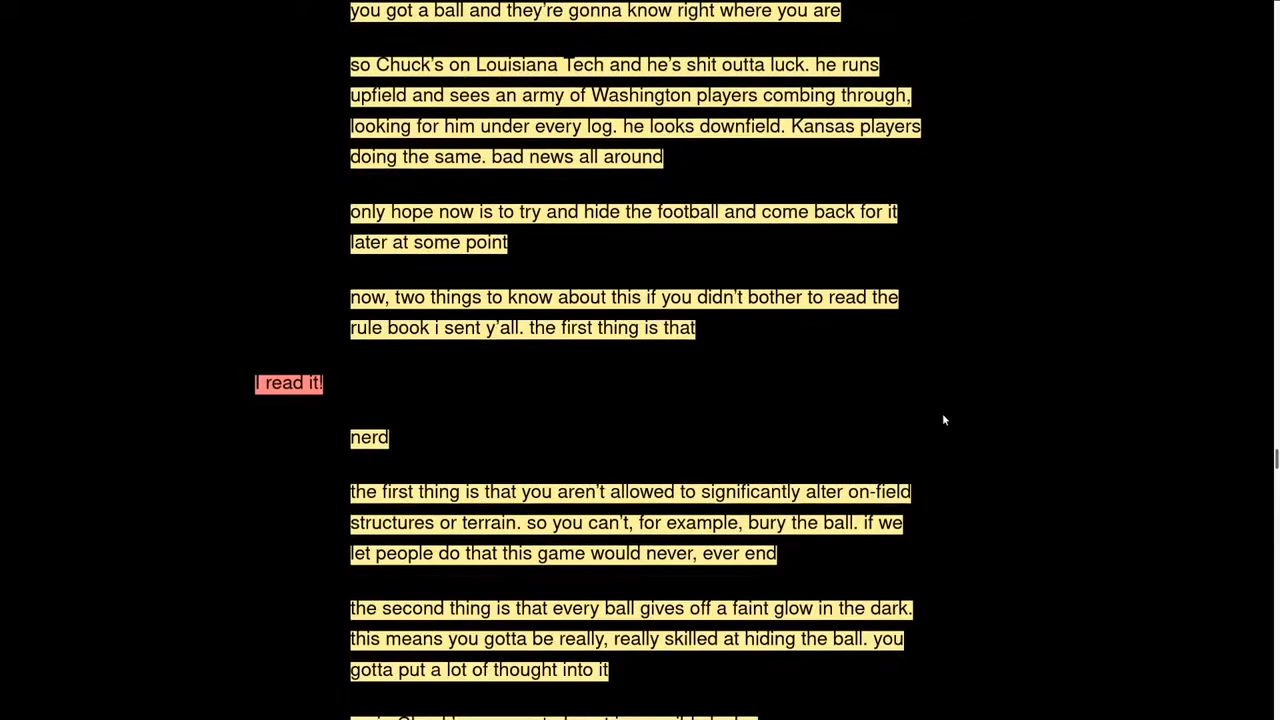 you got a ball and they're gonna know right where you are
so Chuck's on Louisiana Tech and he's shit outta luck. he runs
upfield and sees an army of Washington players combing through,
looking for him under every log. he looks downfield. Kansas players
doing the same. bad news all around
only hope now is to try and hide the football and come back for it
later at some point
now, two things to know about this if you didn't bother to read the
rule book i sent y'all. the first thing is that
I read it!
nerd
the first thing is that you aren't allowed to significantly alter on-field
structures or terrain. so you can't, for example, bury the ball. if we
let people do that this game would never, ever end
the second thing is that every ball gives off a faint glow in the dark.
this means you gotta be really, really skilled at hiding the ball. you
gotta put a lot of thought into it